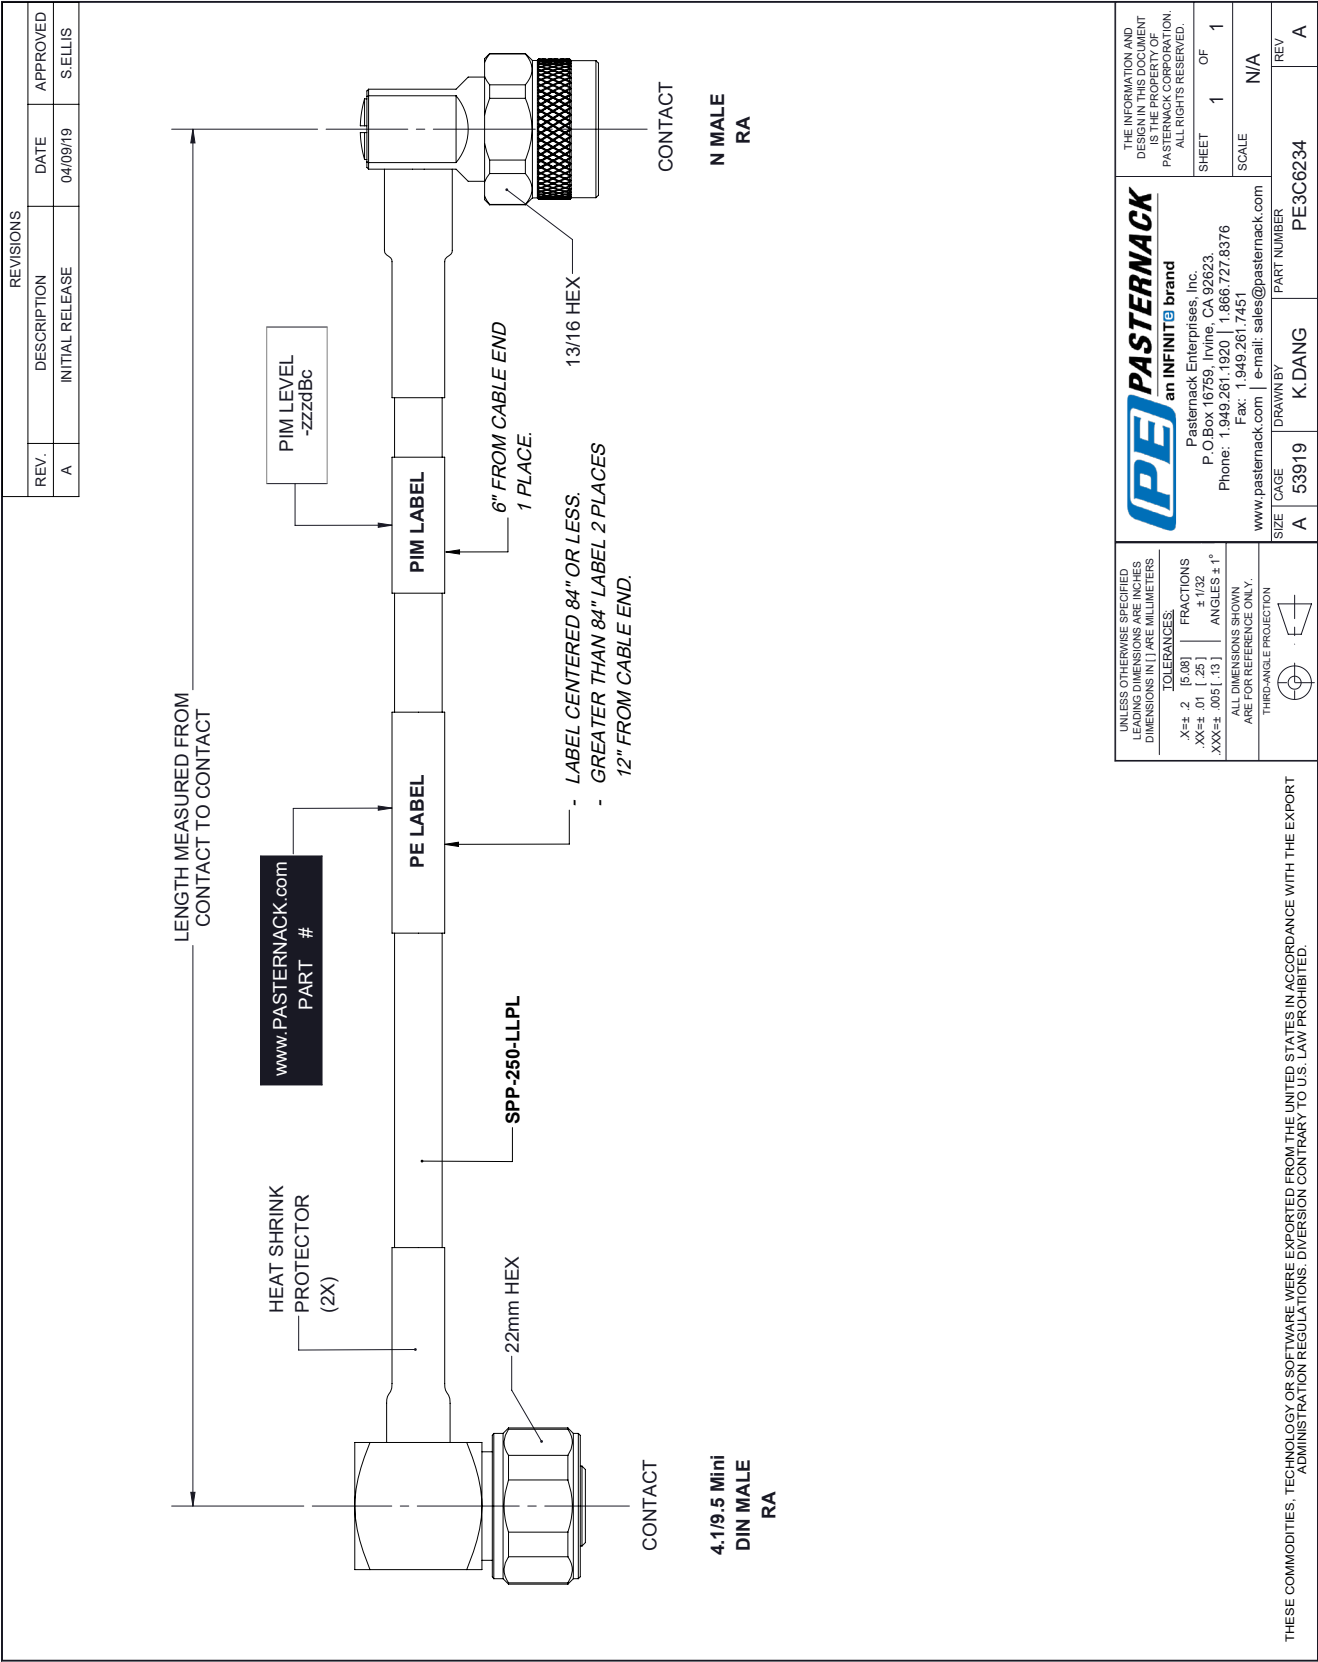 REVISIONS
REV. DESCRIPTION DATE APPROVED
A INITIAL RELEASE 04/09/19 S.ELLIS
LENGTH MEASURED FROM
CONTACT TO CONTACT
HEAT SHRINK
PROTECTOR
(2X)
www.PASTERNACK.com
PART #
PIM LEVEL
-zzzdBc
PE LABEL
PIM LABEL
22mm HEX
SPP-250-LLPL
- LABEL CENTERED 84" OR LESS.
- GREATER THAN 84" LABEL 2 PLACES
12" FROM CABLE END.
6" FROM CABLE END
1 PLACE.
13/16 HEX
CONTACT
4.1/9.5 Mini
DIN MALE
RA
CONTACT
N MALE
RA
UNLESS OTHERWISE SPECIFIED
LEADING DIMENSIONS ARE INCHES
DIMENSIONS IN [ ] ARE MILLIMETERS
TOLERANCES:
.X=± .2 [5.08] FRACTIONS
.XX=± .01 [ .25 ] ± 1/32
.XXX=± .005 [ .13 ] ANGLES ± 1°
ALL DIMENSIONS SHOWN
ARE FOR REFERENCE ONLY.
THIRD-ANGLE PROJECTION
PE PASTERNACK
an INFINITe brand
Pasternack Enterprises, Inc.
P.O.Box 16759, Irvine, CA 92623.
Phone: 1.949.261.1920 | 1.866.727.8376
Fax: 1.949.261.7451
www.pasternack.com | e-mail: sales@pasternack.com
THE INFORMATION AND
DESIGN IN THIS DOCUMENT
IS THE PROPERTY OF
PASTERNACK CORPORATION.
ALL RIGHTS RESERVED.
SHEET 1 OF 1
SCALE N/A
SIZE A
CAGE 53919
DRAWN BY K.DANG
PART NUMBER PE3C6234
REV A
THESE COMMODITIES, TECHNOLOGY OR SOFTWARE WERE EXPORTED FROM THE UNITED STATES IN ACCORDANCE WITH THE EXPORT
ADMINISTRATION REGULATIONS. DIVERSION CONTRARY TO U.S. LAW PROHIBITED.